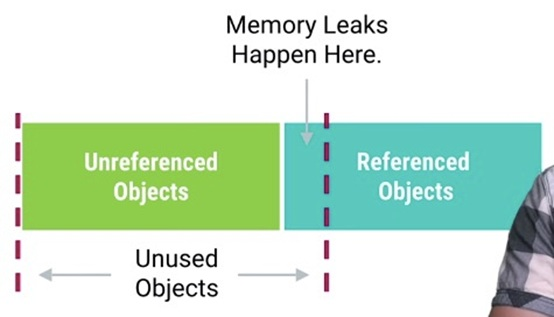 Memory Leaks
Happen Here.
Unreferenced
Objects
Referenced
Objects
Unused
Objects